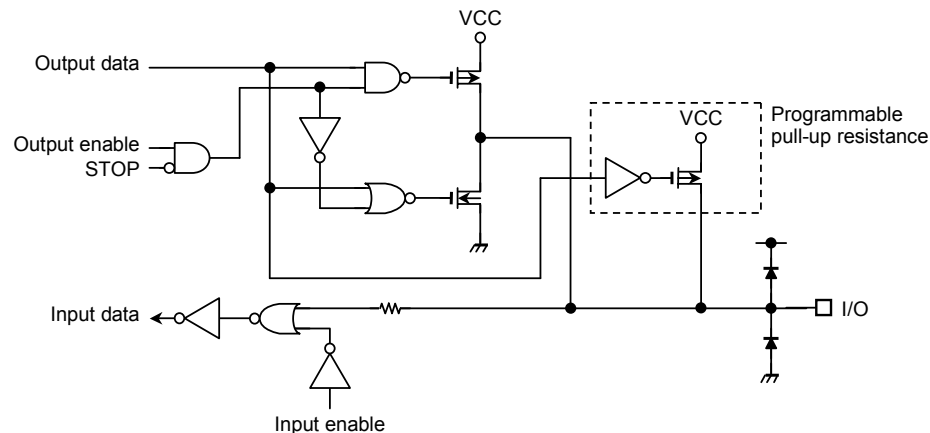 VCC
Output data
Output enable
STOP
VCC
Programmable
pull-up resistance
Input data
I/O
Input enable